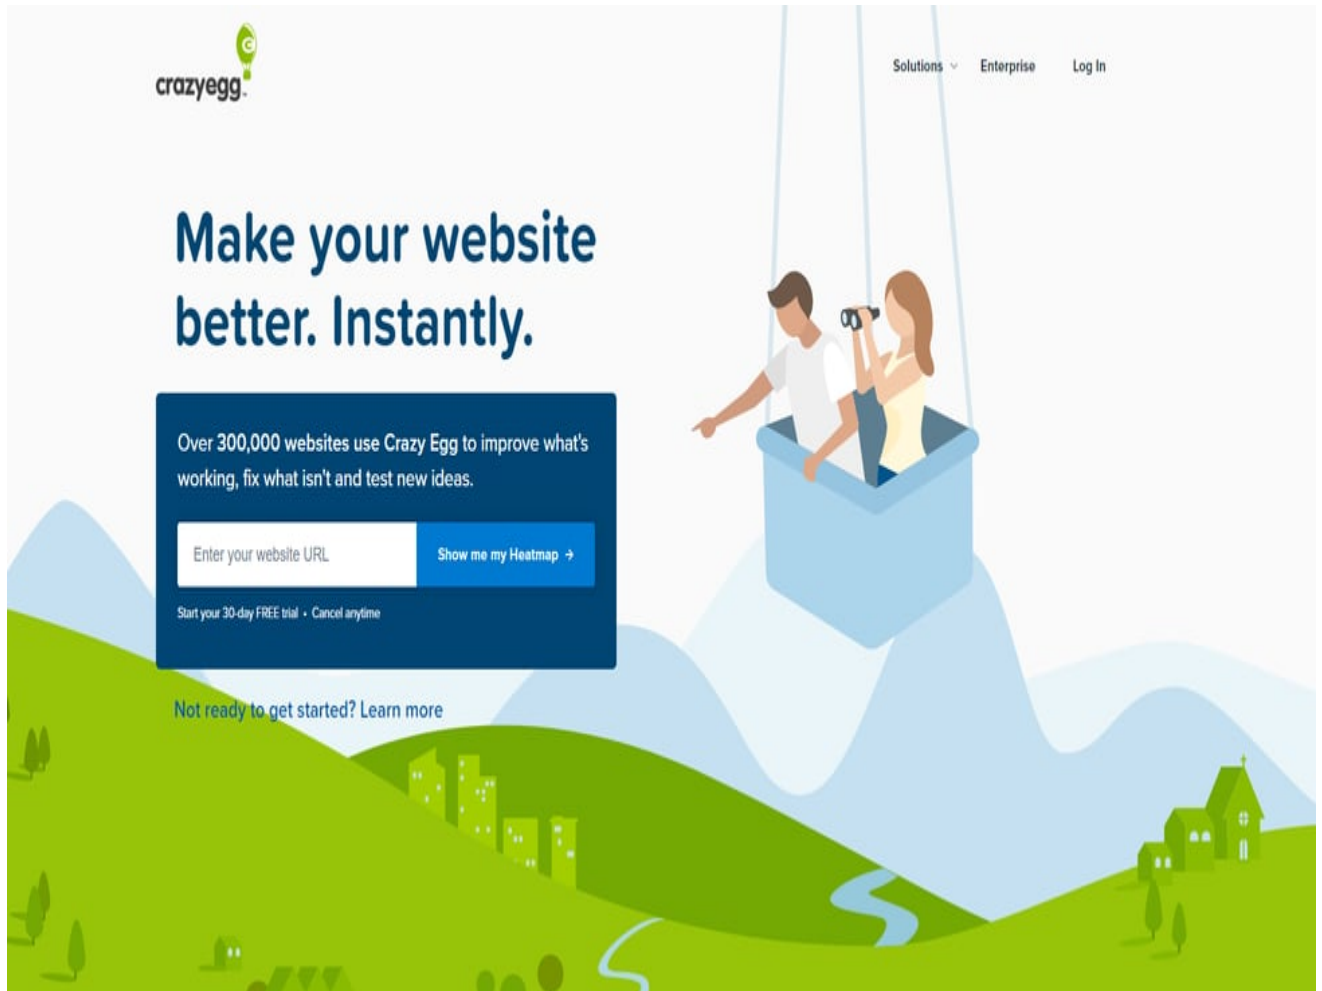 crazyegg™
Solutions
Enterprise
Log In
Make your website
better. Instantly.
Over 300,000 websites use Crazy Egg to improve what's
working, fix what isn't and test new ideas.
Enter your website URL
Show me my Heatmap →
Start your 30-day FREE trial • Cancel anytime
Not ready to get started? Learn more